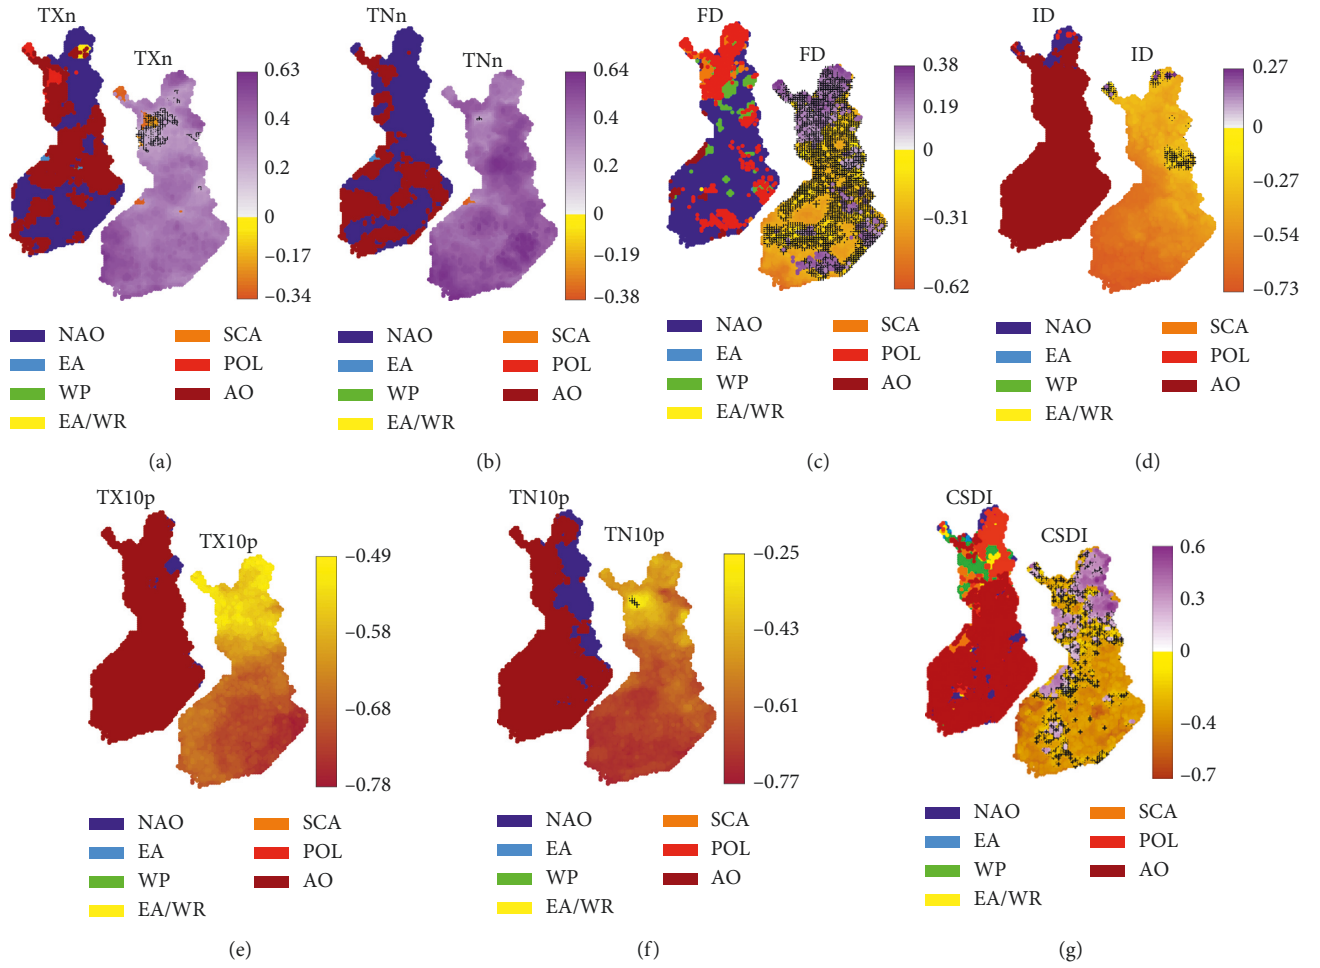 TXn
TXn
0.63
0.4
0.2
0
−0.17
−0.34
NAO
EA
WP
EA/WR
SCA
POL
AO
(a)
TNn
TNn
0.64
0.4
0.2
0
−0.19
−0.38
NAO
EA
WP
EA/WR
SCA
POL
AO
(b)
FD
FD
0.38
0.19
0
−0.31
−0.62
NAO
EA
WP
EA/WR
SCA
POL
AO
(c)
ID
ID
0.27
0
−0.27
−0.54
−0.73
NAO
EA
WP
EA/WR
SCA
POL
AO
(d)
TX10p
TX10p
−0.49
−0.58
−0.68
−0.78
NAO
EA
WP
EA/WR
SCA
POL
AO
(e)
TN10p
TN10p
−0.25
−0.43
−0.61
−0.77
NAO
EA
WP
EA/WR
SCA
POL
AO
(f)
CSDI
CSDI
0.6
0.3
0
−0.4
−0.7
NAO
EA
WP
EA/WR
SCA
POL
AO
(g)